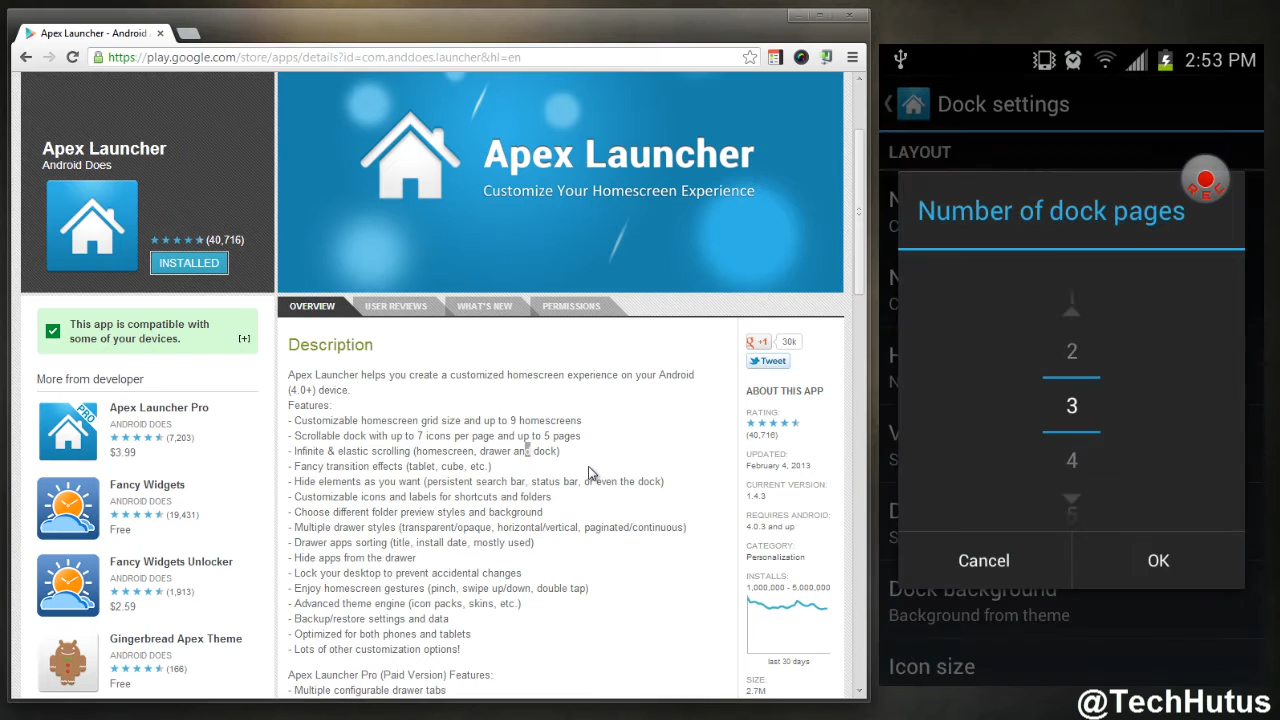 Apex Launcher - Android
https://play.google.com/store/apps/details?id=com.anddoes.launcher&hl=en
Apex Launcher
Android Does
(40,716)
INSTALLED
Apex Launcher
Customize Your Homescreen Experience
This app is compatible with
some of your devices.
[+]
More from developer
Apex Launcher Pro
ANDROID DOES
(7,203)
$3.99
PRO
Fancy Widgets
ANDROID DOES
(19,431)
Free
Fancy Widgets Unlocker
ANDROID DOES
(1,913)
$2.59
Gingerbread Apex Theme
ANDROID DOES
(166)
Free
OVERVIEW
USER REVIEWS
WHAT'S NEW
PERMISSIONS
Description
Apex Launcher helps you create a customized homescreen experience on your Android
(4.0+) device.
Features:
- Customizable homescreen grid size and up to 9 homescreens
- Scrollable dock with up to 7 icons per page and up to 5 pages
- Infinite & elastic scrolling (homescreen, drawer and dock)
- Fancy transition effects (tablet, cube, etc.)
- Hide elements as you want (persistent search bar, status bar, or even the dock)
- Customizable icons and labels for shortcuts and folders
- Choose different folder preview styles and background
- Multiple drawer styles (transparent/opaque, horizontal/vertical, paginated/continuous)
- Drawer apps sorting (title, install date, mostly used)
- Hide apps from the drawer
- Lock your desktop to prevent accidental changes
- Enjoy homescreen gestures (pinch, swipe up/down, double tap)
- Advanced theme engine (icon packs, skins, etc.)
- Backup/restore settings and data
- Optimized for both phones and tablets
- Lots of other customization options!
Apex Launcher Pro (Paid Version) Features:
- Multiple configurable drawer tabs
+1
30k
Tweet
ABOUT THIS APP
RATING:
(40,716)
UPDATED:
February 4, 2013
CURRENT VERSION:
1.4.3
REQUIRES ANDROID:
4.0.3 and up
CATEGORY:
Personalization
INSTALLS:
1,000,000 - 5,000,000
last 30 days
SIZE:
2.7M
2:53 PM
Dock settings
LAYOUT
REC
Number of dock pages
1
2
3
4
5
Cancel
OK
Dock background
Background from theme
Icon size
@TechHutus